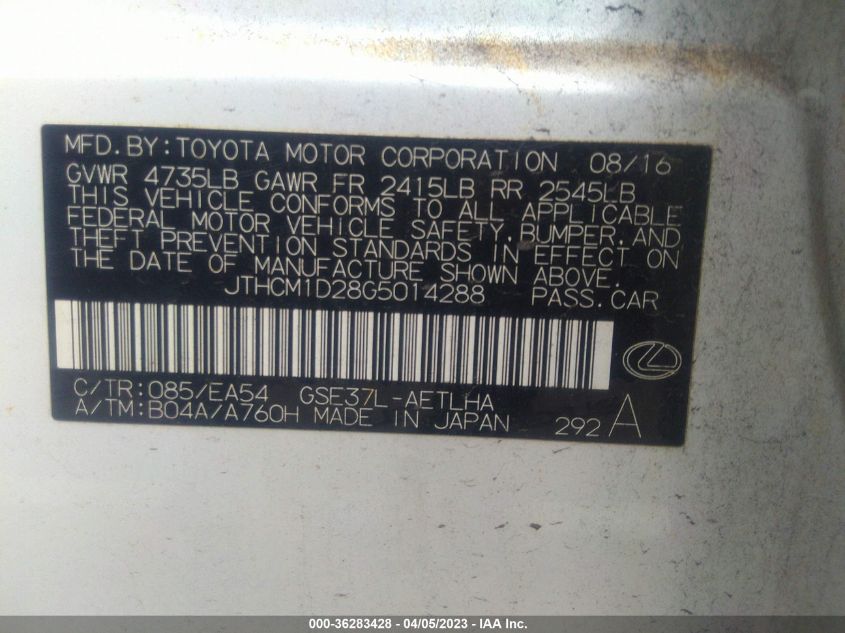 MFD.BY:TOYOTA MOTOR CORPORATION 08/16
GVWR 4735LB GAWR FR 2415LB RR 2545LB
THIS VEHICLE CONFORMS TO ALL APPLICABLE
FEDERAL MOTOR VEHICLE SAFETY,BUMPER,AND
THEFT PREVENTION STANDARDS IN EFFECT ON
THE DATE OF MANUFACTURE SHOWN ABOVE.
JTHCM1D28G5014288 PASS.CAR
C/TR:085/EA54 GSE37L-AETLHA
A/TM:B04A/A760H MADE IN JAPAN 292 A
000-36283428 - 04/05/2023 - IAA Inc.